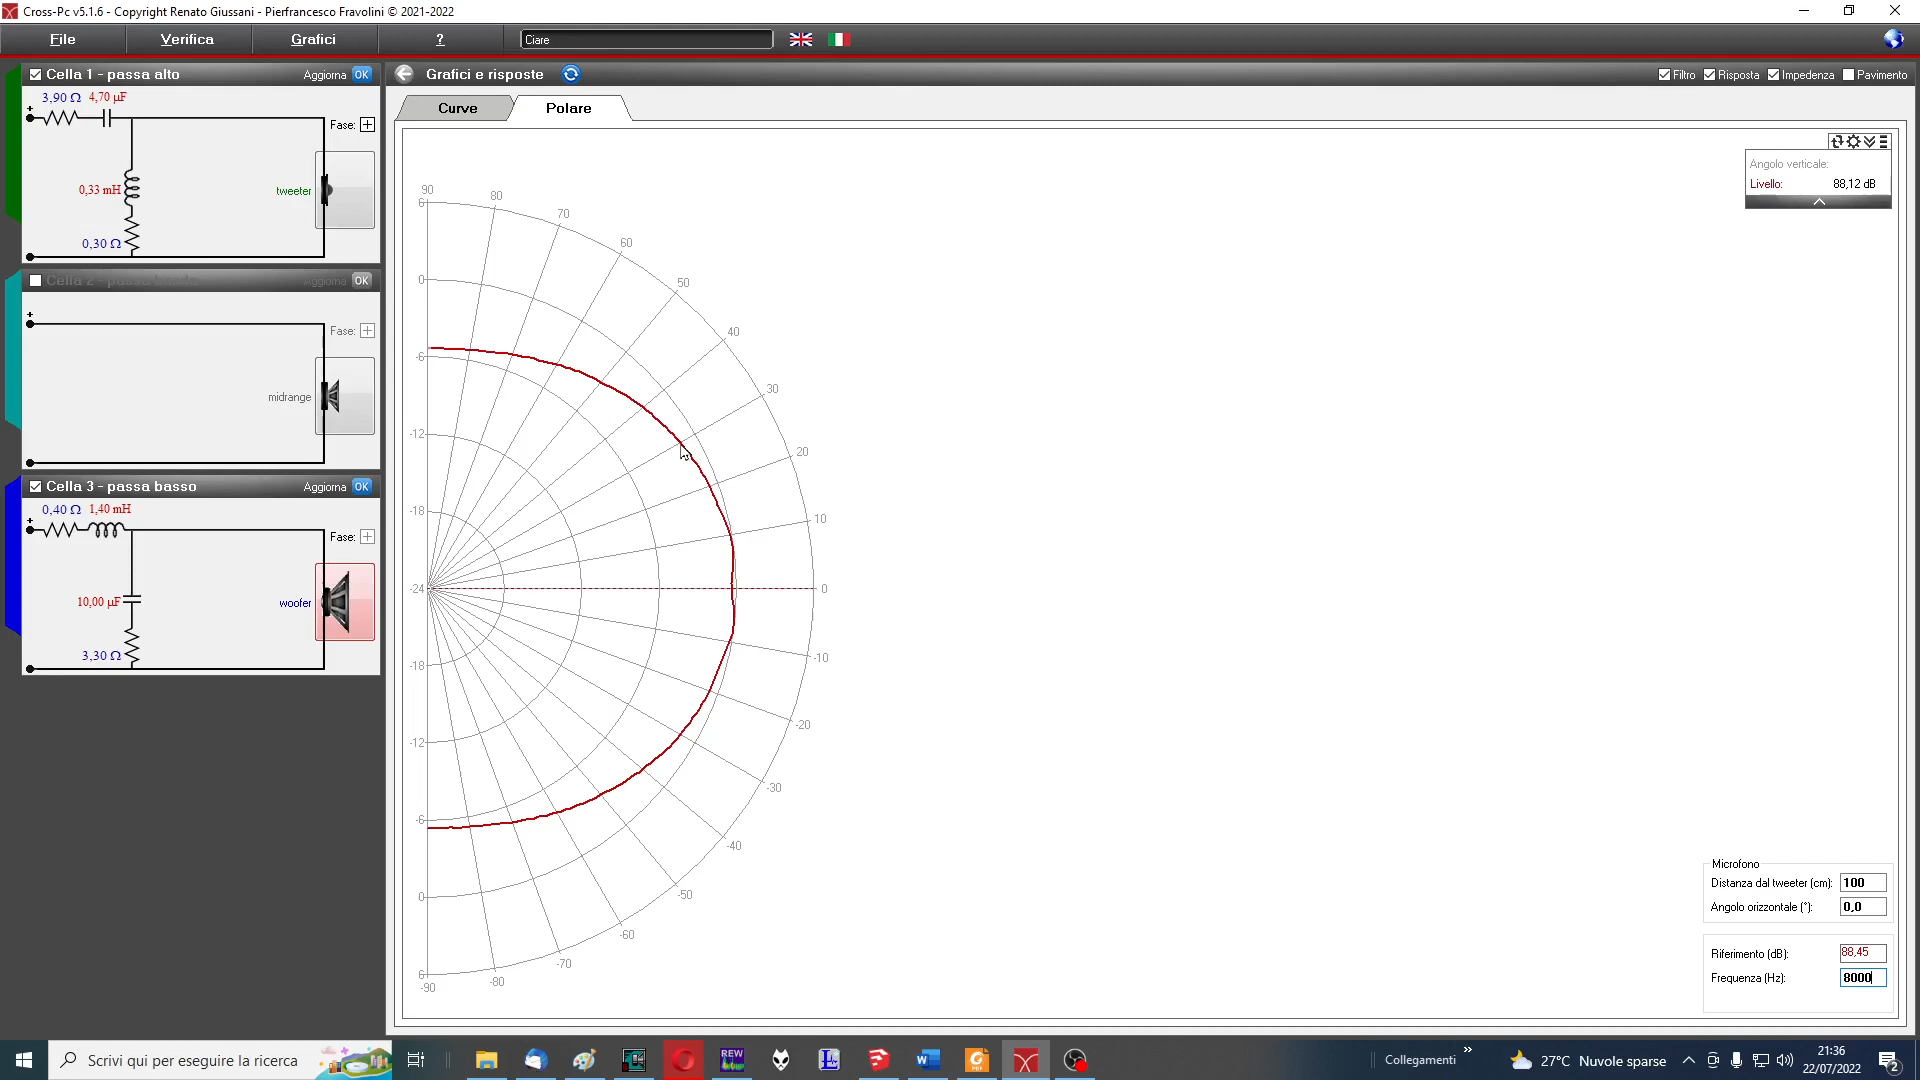 Cross-Pc v5.1.6 - Copyright Renato Giussani - Pierfrancesco Fravolini © 2021-2022
File
Verifica
Grafici
?
Ciare
Cella 1 - passa alto
Aggiorna OK
3,90 Ω 4,70 µF
+
Fase: +
0,33 mH
tweeter
0,30 Ω
Aggiorna OK
+
Fase: +
midrange
Cella 3 - passa basso
Aggiorna OK
0,40 Ω 1,40 mH
+
Fase: +
10,00 µF
woofer
3,30 Ω
Grafici e risposte
Filtro
Risposta
Impedenza
Pavimento
Curve
Polare
Angolo verticale:
Livello: 88,12 dB
90
80
70
60
50
40
30
20
10
0
-10
-20
-30
-40
-50
-60
-70
-80
-90
6
0
-6
-12
-18
-24
-18
-12
-6
0
6
Microfono
Distanza dal tweeter (cm): 100
Angolo orizzontale (°): 0,0
Riferimento (dB): 88,45
Frequenza (Hz): 8000
Scrivi qui per eseguire la ricerca
REW
Collegamenti
»
27°C Nuvole sparse
21:36
22/07/2022
2